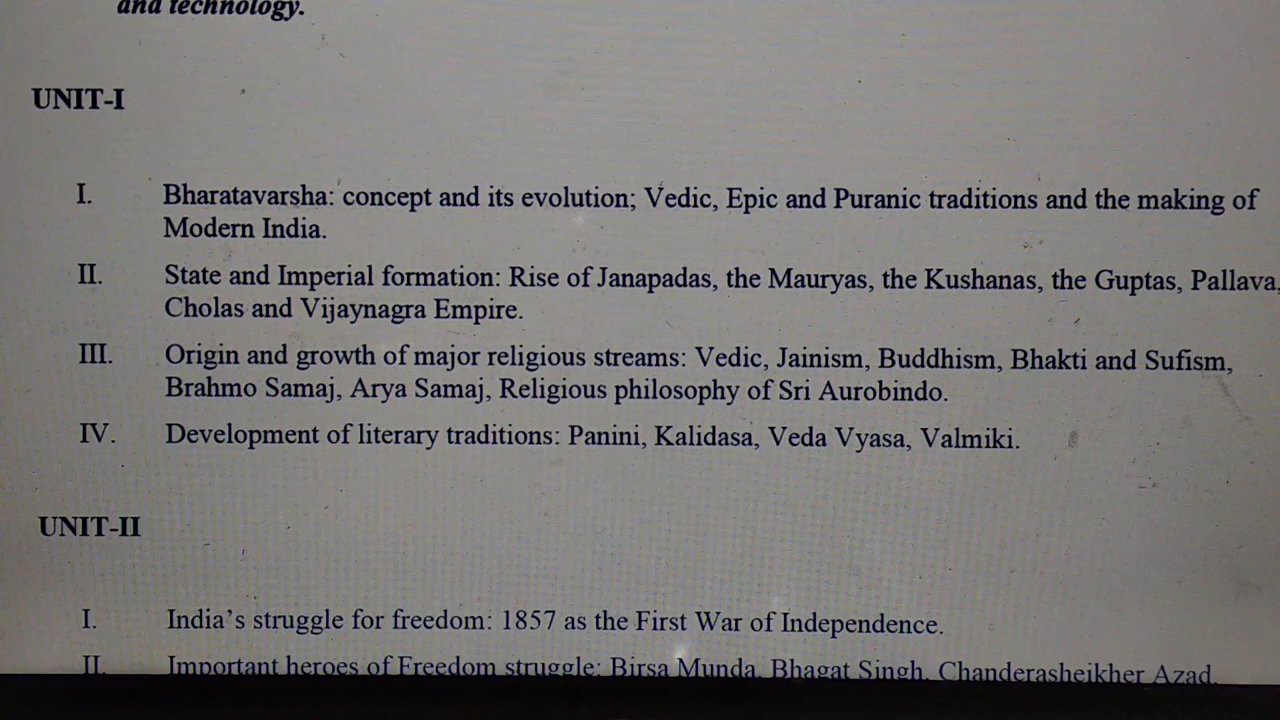 and technology.
UNIT-I
I. Bharatavarsha: concept and its evolution; Vedic, Epic and Puranic traditions and the making of
Modern India.
II. State and Imperial formation: Rise of Janapadas, the Mauryas, the Kushanas, the Guptas, Pallava,
Cholas and Vijaynagra Empire.
III. Origin and growth of major religious streams: Vedic, Jainism, Buddhism, Bhakti and Sufism,
Brahmo Samaj, Arya Samaj, Religious philosophy of Sri Aurobindo.
IV. Development of literary traditions: Panini, Kalidasa, Veda Vyasa, Valmiki.
UNIT-II
I. India’s struggle for freedom: 1857 as the First War of Independence.
II. Important heroes of Freedom struggle: Birsa Munda, Bhagat Singh, Chanderasheikher Azad,